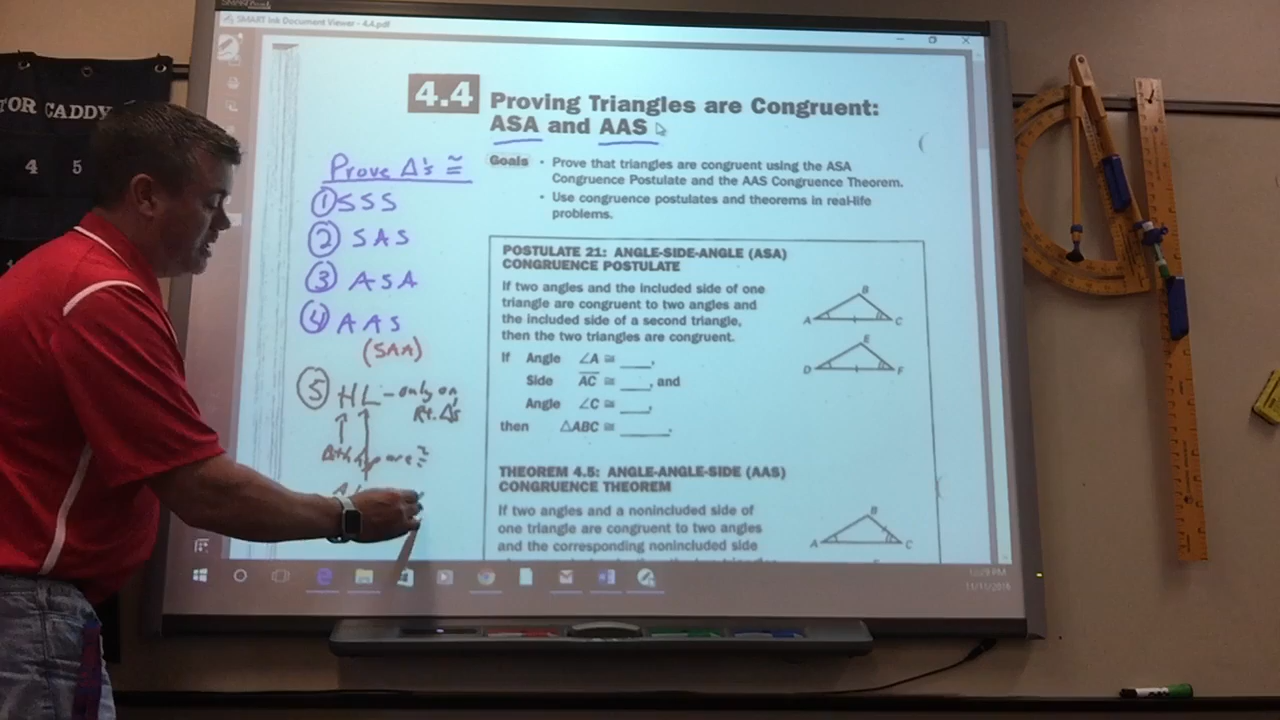 SMART Ink Document Viewer - 4.4.pdf
TOR CADDY
4 5
4.4 Proving Triangles are Congruent:
ASA and AAS
Goals • Prove that triangles are congruent using the ASA
Congruence Postulate and the AAS Congruence Theorem.
• Use congruence postulates and theorems in real-life
problems.
Prove Δ's ≅
① SSS
② SAS
③ ASA
④ AAS
(SAA)
⑤ HL - only on
Rt. Δs
Both hyp are ≅
POSTULATE 21: ANGLE-SIDE-ANGLE (ASA)
CONGRUENCE POSTULATE
If two angles and the included side of one
triangle are congruent to two angles and
the included side of a second triangle,
then the two triangles are congruent.
If Angle ∠A ≅ ____,
Side AC ≅ ____, and
Angle ∠C ≅ ____,
then △ABC ≅ ______.
B
A C
E
D F
THEOREM 4.5: ANGLE-ANGLE-SIDE (AAS)
CONGRUENCE THEOREM
If two angles and a nonincluded side of
one triangle are congruent to two angles
and the corresponding nonincluded side
B
A C